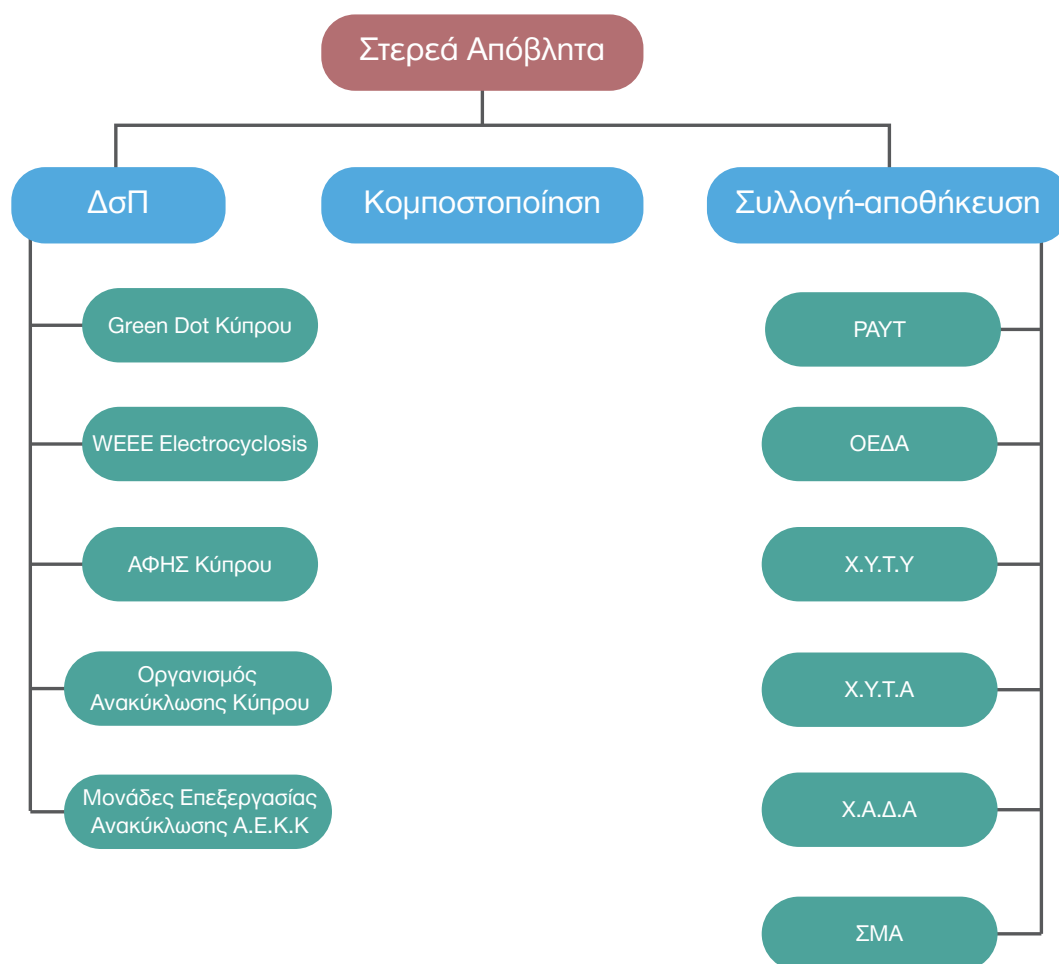 Στερεά Απόβλητα
ΔσΠ
Κομποστοποίηση
Συλλογή-αποθήκευση
Green Dot Κύπρου
WEEE Electrocyclosis
ΑΦΗΣ Κύπρου
Οργανισμός
Ανακύκλωσης Κύπρου
Μονάδες Επεξεργασίας
Ανακύκλωσης Α.Ε.Κ.Κ
PAYT
ΟΕΔΑ
Χ.Υ.Τ.Υ
Χ.Υ.Τ.Α
Χ.Α.Δ.Α
ΣΜΑ